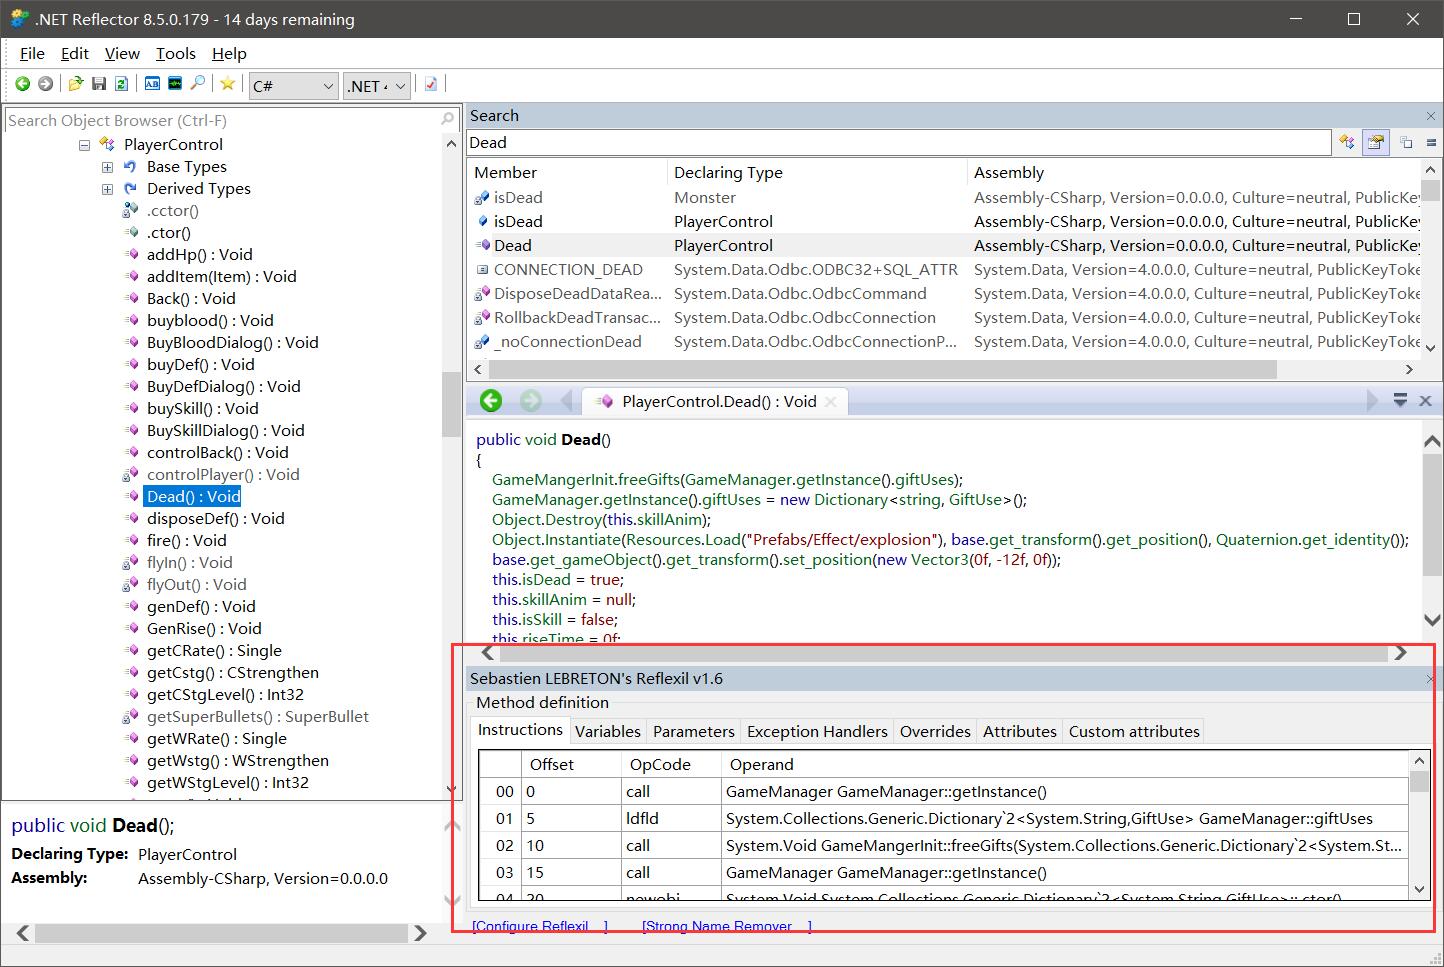 .NET Reflector 8.5.0.179 - 14 days remaining
File Edit View Tools Help
C# .NET 4
Search Object Browser (Ctrl-F)
PlayerControl
Base Types
Derived Types
.cctor()
.ctor()
addHp() : Void
addItem(Item) : Void
Back() : Void
buyblood() : Void
BuyBloodDialog() : Void
buyDef() : Void
BuyDefDialog() : Void
buySkill() : Void
BuySkillDialog() : Void
controlBack() : Void
controlPlayer() : Void
Dead() : Void
disposeDef() : Void
fire() : Void
flyIn() : Void
flyOut() : Void
genDef() : Void
GenRise() : Void
getCRate() : Single
getCstg() : CStrengthen
getCStgLevel() : Int32
getSuperBullets() : SuperBullet
getWRate() : Single
getWstg() : WStrengthen
getWStgLevel() : Int32
public void Dead();
Declaring Type: PlayerControl
Assembly: Assembly-CSharp, Version=0.0.0.0
Search
Dead
Member Declaring Type Assembly
isDead Monster Assembly-CSharp, Version=0.0.0.0, Culture=neutral, PublicKey
isDead PlayerControl Assembly-CSharp, Version=0.0.0.0, Culture=neutral, PublicKey
Dead PlayerControl Assembly-CSharp, Version=0.0.0.0, Culture=neutral, PublicKey
CONNECTION_DEAD System.Data.Odbc.ODBC32+SQL_ATTR System.Data, Version=4.0.0.0, Culture=neutral, PublicKeyToke
DisposeDeadDataRea... System.Data.Odbc.OdbcCommand System.Data, Version=4.0.0.0, Culture=neutral, PublicKeyToke
RollbackDeadTransac... System.Data.Odbc.OdbcConnection System.Data, Version=4.0.0.0, Culture=neutral, PublicKeyToke
_noConnectionDead System.Data.Odbc.OdbcConnectionP... System.Data, Version=4.0.0.0, Culture=neutral, PublicKeyToke
PlayerControl.Dead() : Void
public void Dead()
{
GameMangerInit.freeGifts(GameManager.getInstance().giftUses);
GameManager.getInstance().giftUses = new Dictionary<string, GiftUse>();
Object.Destroy(this.skillAnim);
Object.Instantiate(Resources.Load("Prefabs/Effect/explosion"), base.get_transform().get_position(), Quaternion.get_identity());
base.get_gameObject().get_transform().set_position(new Vector3(0f, -12f, 0f));
this.isDead = true;
this.skillAnim = null;
this.isSkill = false;
this.riseTime = 0f;
Sebastien LEBRETON's Reflexil v1.6
Method definition
Instructions Variables Parameters Exception Handlers Overrides Attributes Custom attributes
Offset OpCode Operand
00 0 call GameManager GameManager::getInstance()
01 5 ldfld System.Collections.Generic.Dictionary`2<System.String,GiftUse> GameManager::giftUses
02 10 call System.Void GameMangerInit::freeGifts(System.Collections.Generic.Dictionary`2<System.St...
03 15 call GameManager GameManager::getInstance()
04 20 newobj System.Void System.Collections.Generic.Dictionary`2<System.String,GiftUse>::.ctor()
[Configure Reflexil ...] [Strong Name Remover ...]